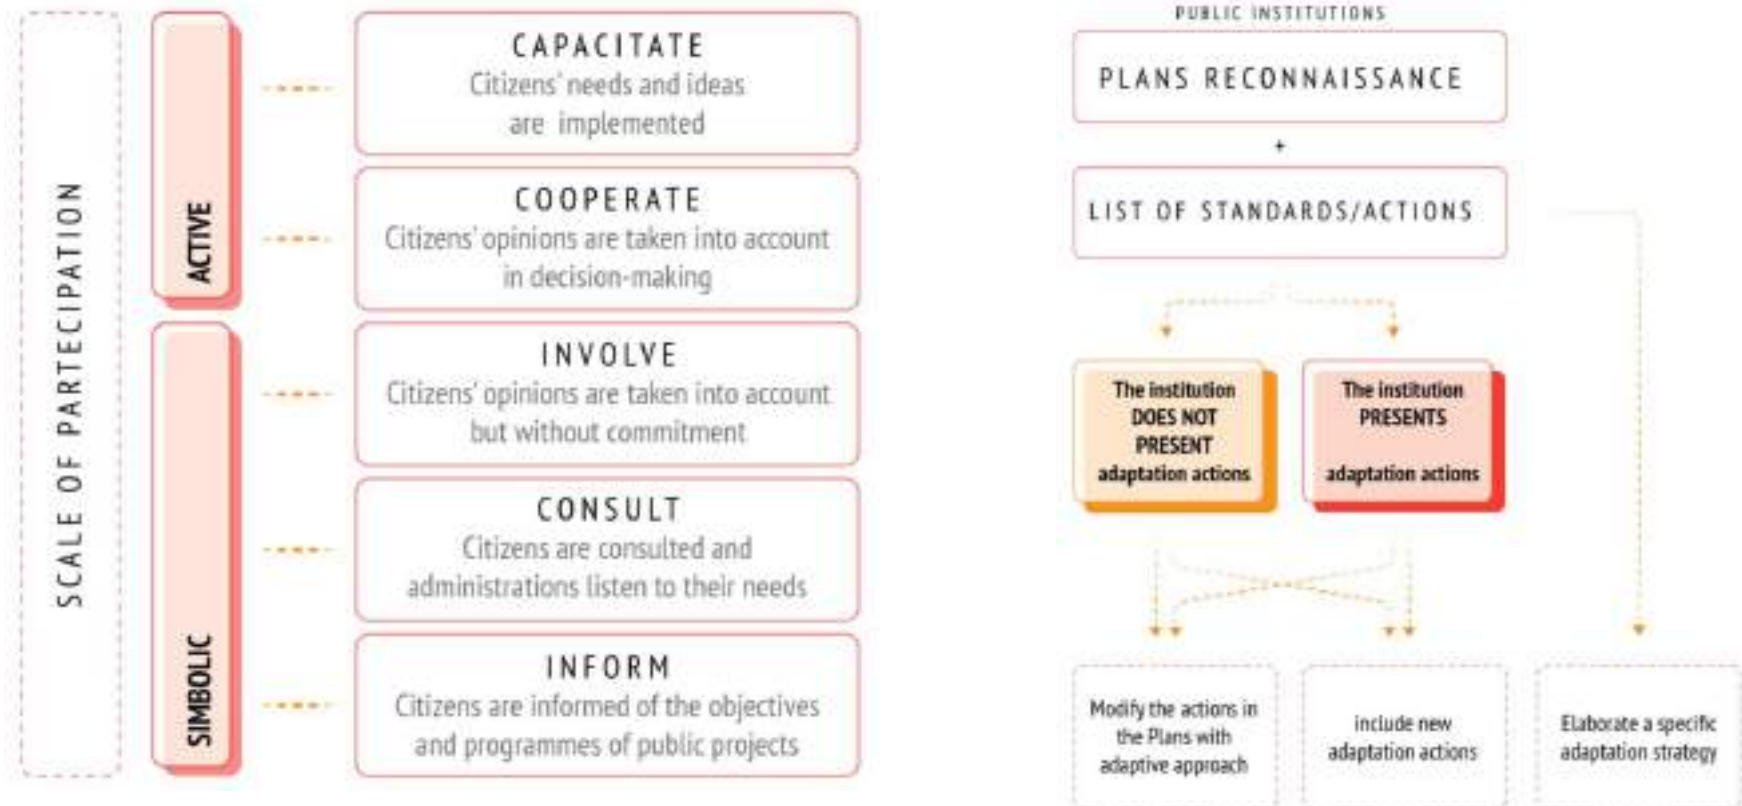 SCALE OF PARTECIPATION
ACTIVE
CAPACITATE
Citizens' needs and ideas
are implemented
COOPERATE
Citizens' opinions are taken into account
in decision-making
SIMBOLIC
INVOLVE
Citizens' opinions are taken into account
but without commitment
CONSULT
Citizens are consulted and
administrations listen to their needs
INFORM
Citizens are informed of the objectives
and programmes of public projects
PUBLIC INSTITUTIONS
PLANS RECONNAISSANCE
+
LIST OF STANDARDS/ACTIONS
The institution
DOES NOT
PRESENT
adaptation actions
The institution
PRESENTS
adaptation actions
Modify the actions in
the Plans with
adaptive approach
include new
adaptation actions
Elaborate a specific
adaptation strategy